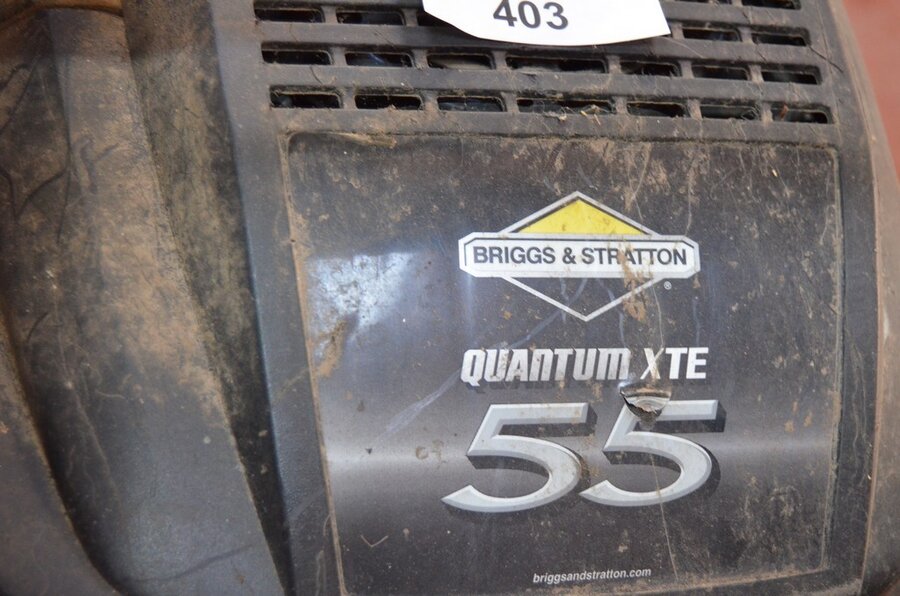 403
BRIGGS & STRATTON
®
QUANTUM XTE
55
briggsandstratton.com